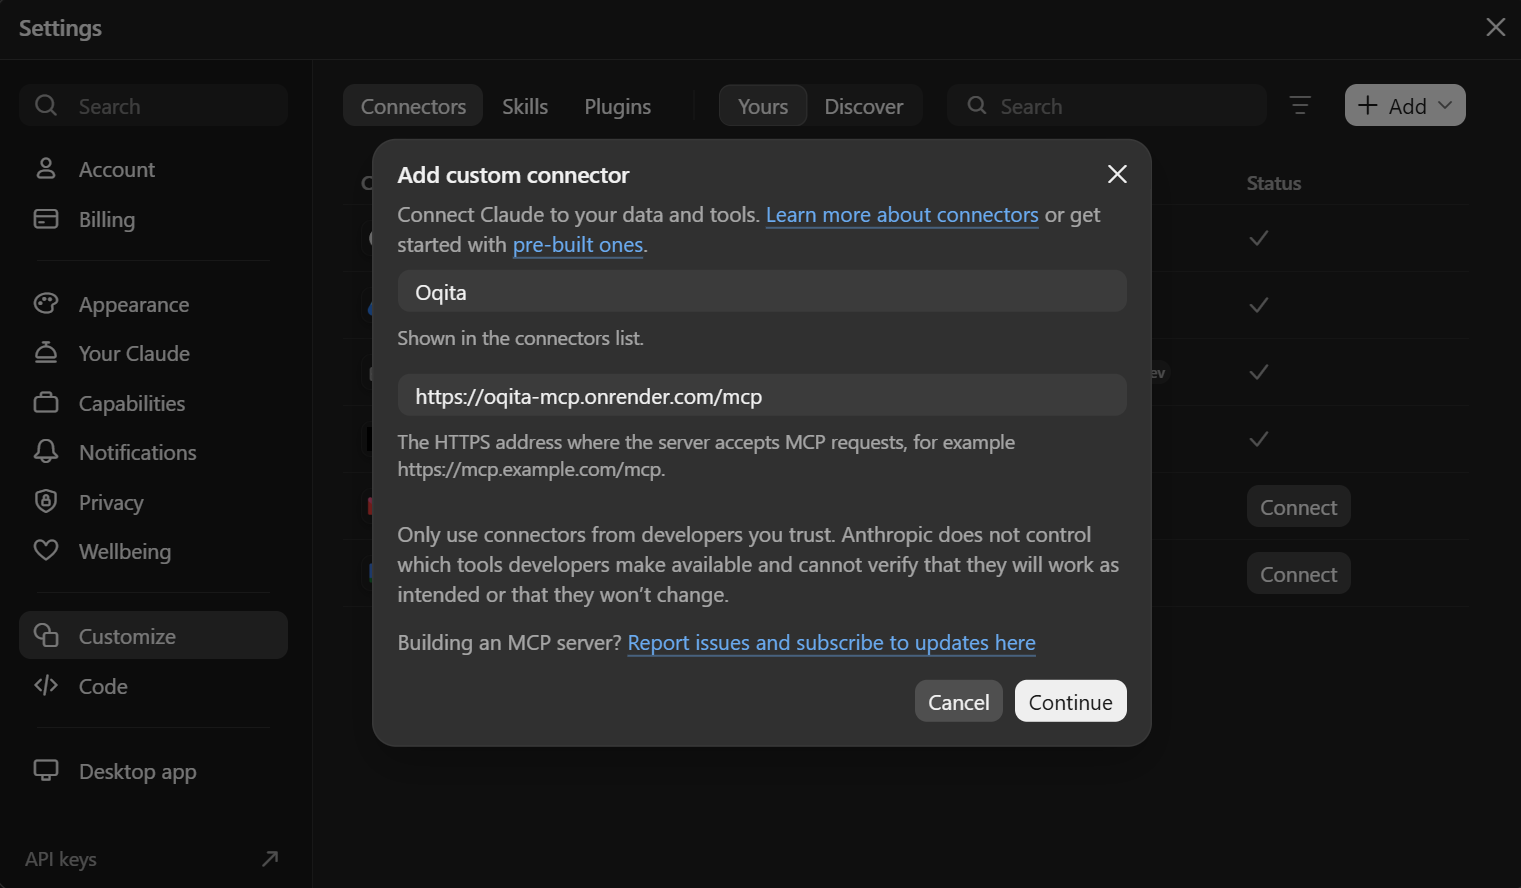 Settings
Search
Account
Billing
Appearance
Your Claude
Capabilities
Notifications
Privacy
Wellbeing
Customize
Code
Desktop app
API keys
Connectors Skills Plugins Yours Discover Search Add
Status
Add custom connector
Connect Claude to your data and tools. Learn more about connectors or get
started with pre-built ones.
Oqita
Shown in the connectors list.
https://oqita-mcp.onrender.com/mcp
The HTTPS address where the server accepts MCP requests, for example
https://mcp.example.com/mcp.
Only use connectors from developers you trust. Anthropic does not control
which tools developers make available and cannot verify that they will work as
intended or that they won’t change.
Building an MCP server? Report issues and subscribe to updates here
Cancel Continue
Connect
Connect